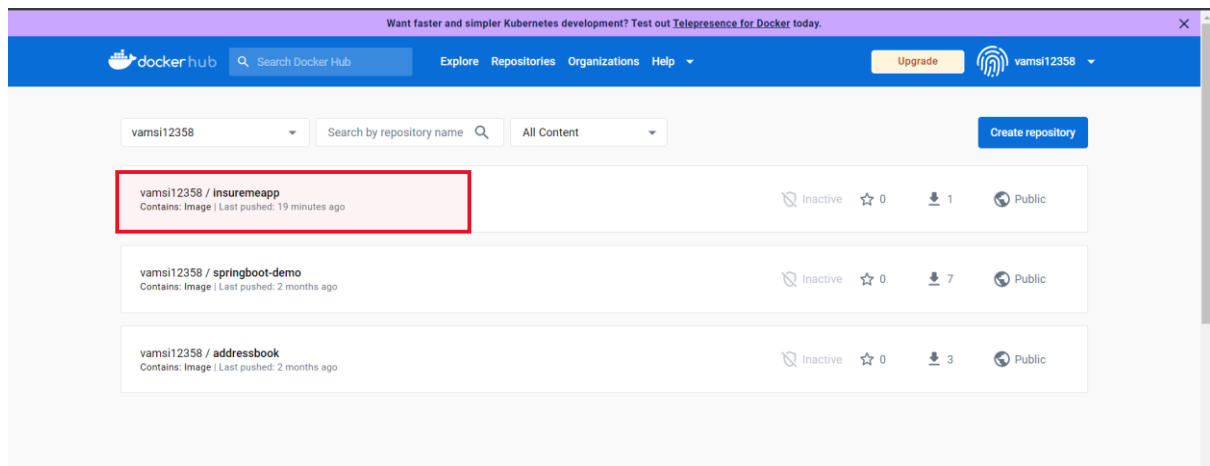 Want faster and simpler Kubernetes development? Test out Telepresence for Docker today.
dockerhub Search Docker Hub Explore Repositories Organizations Help Upgrade vamsi12358
vamsi12358 Search by repository name All Content Create repository
vamsi12358 / insuremeapp
Contains: Image | Last pushed: 19 minutes ago
Inactive 0 1 Public
vamsi12358 / springboot-demo
Contains: Image | Last pushed: 2 months ago
Inactive 0 7 Public
vamsi12358 / addressbook
Contains: Image | Last pushed: 2 months ago
Inactive 0 3 Public